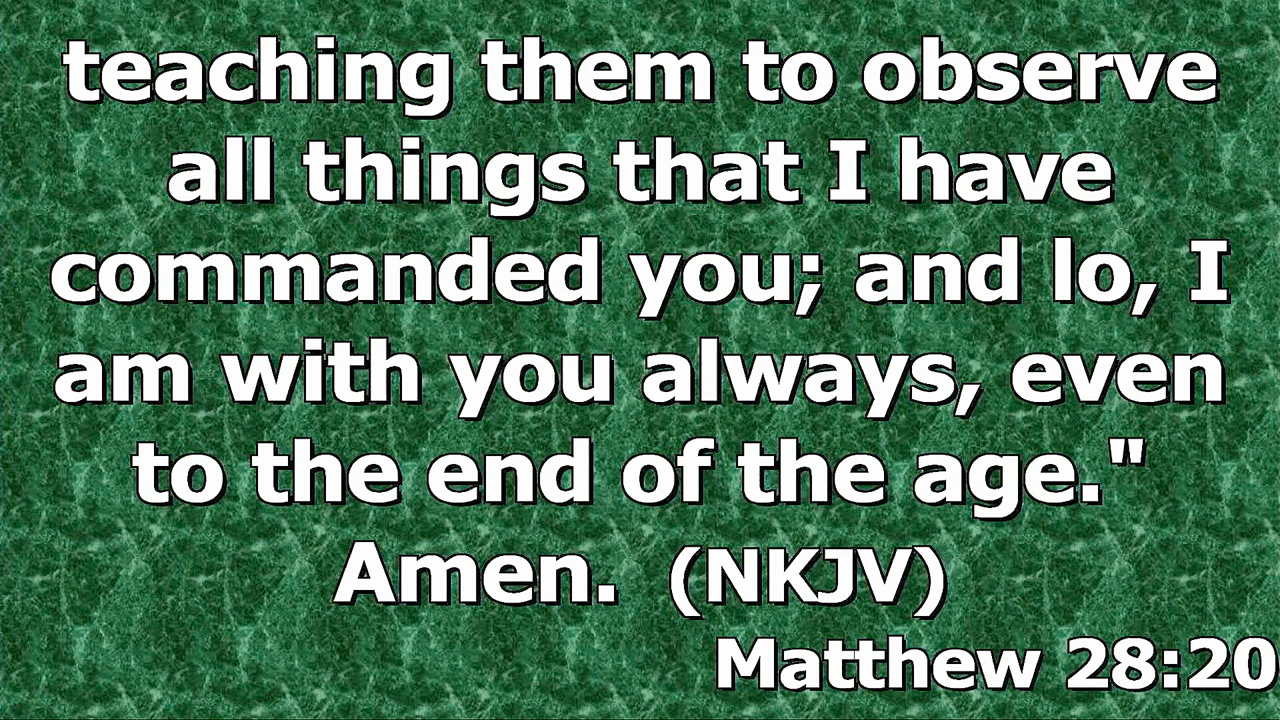 teaching them to observe
all things that I have
commanded you; and lo, I
am with you always, even
to the end of the age."
Amen. (NKJV)
Matthew 28:20